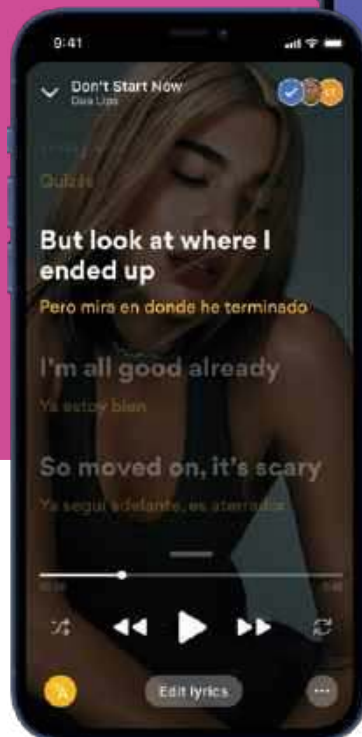 9:41
Don't Start Now
Dua Lipa
Quizás
But look at where I
ended up
Pero mira en donde he terminado
I'm all good already
Ya estoy bien
So moved on, it's scary
Ya seguí adelante, es aterrador
Edit lyrics